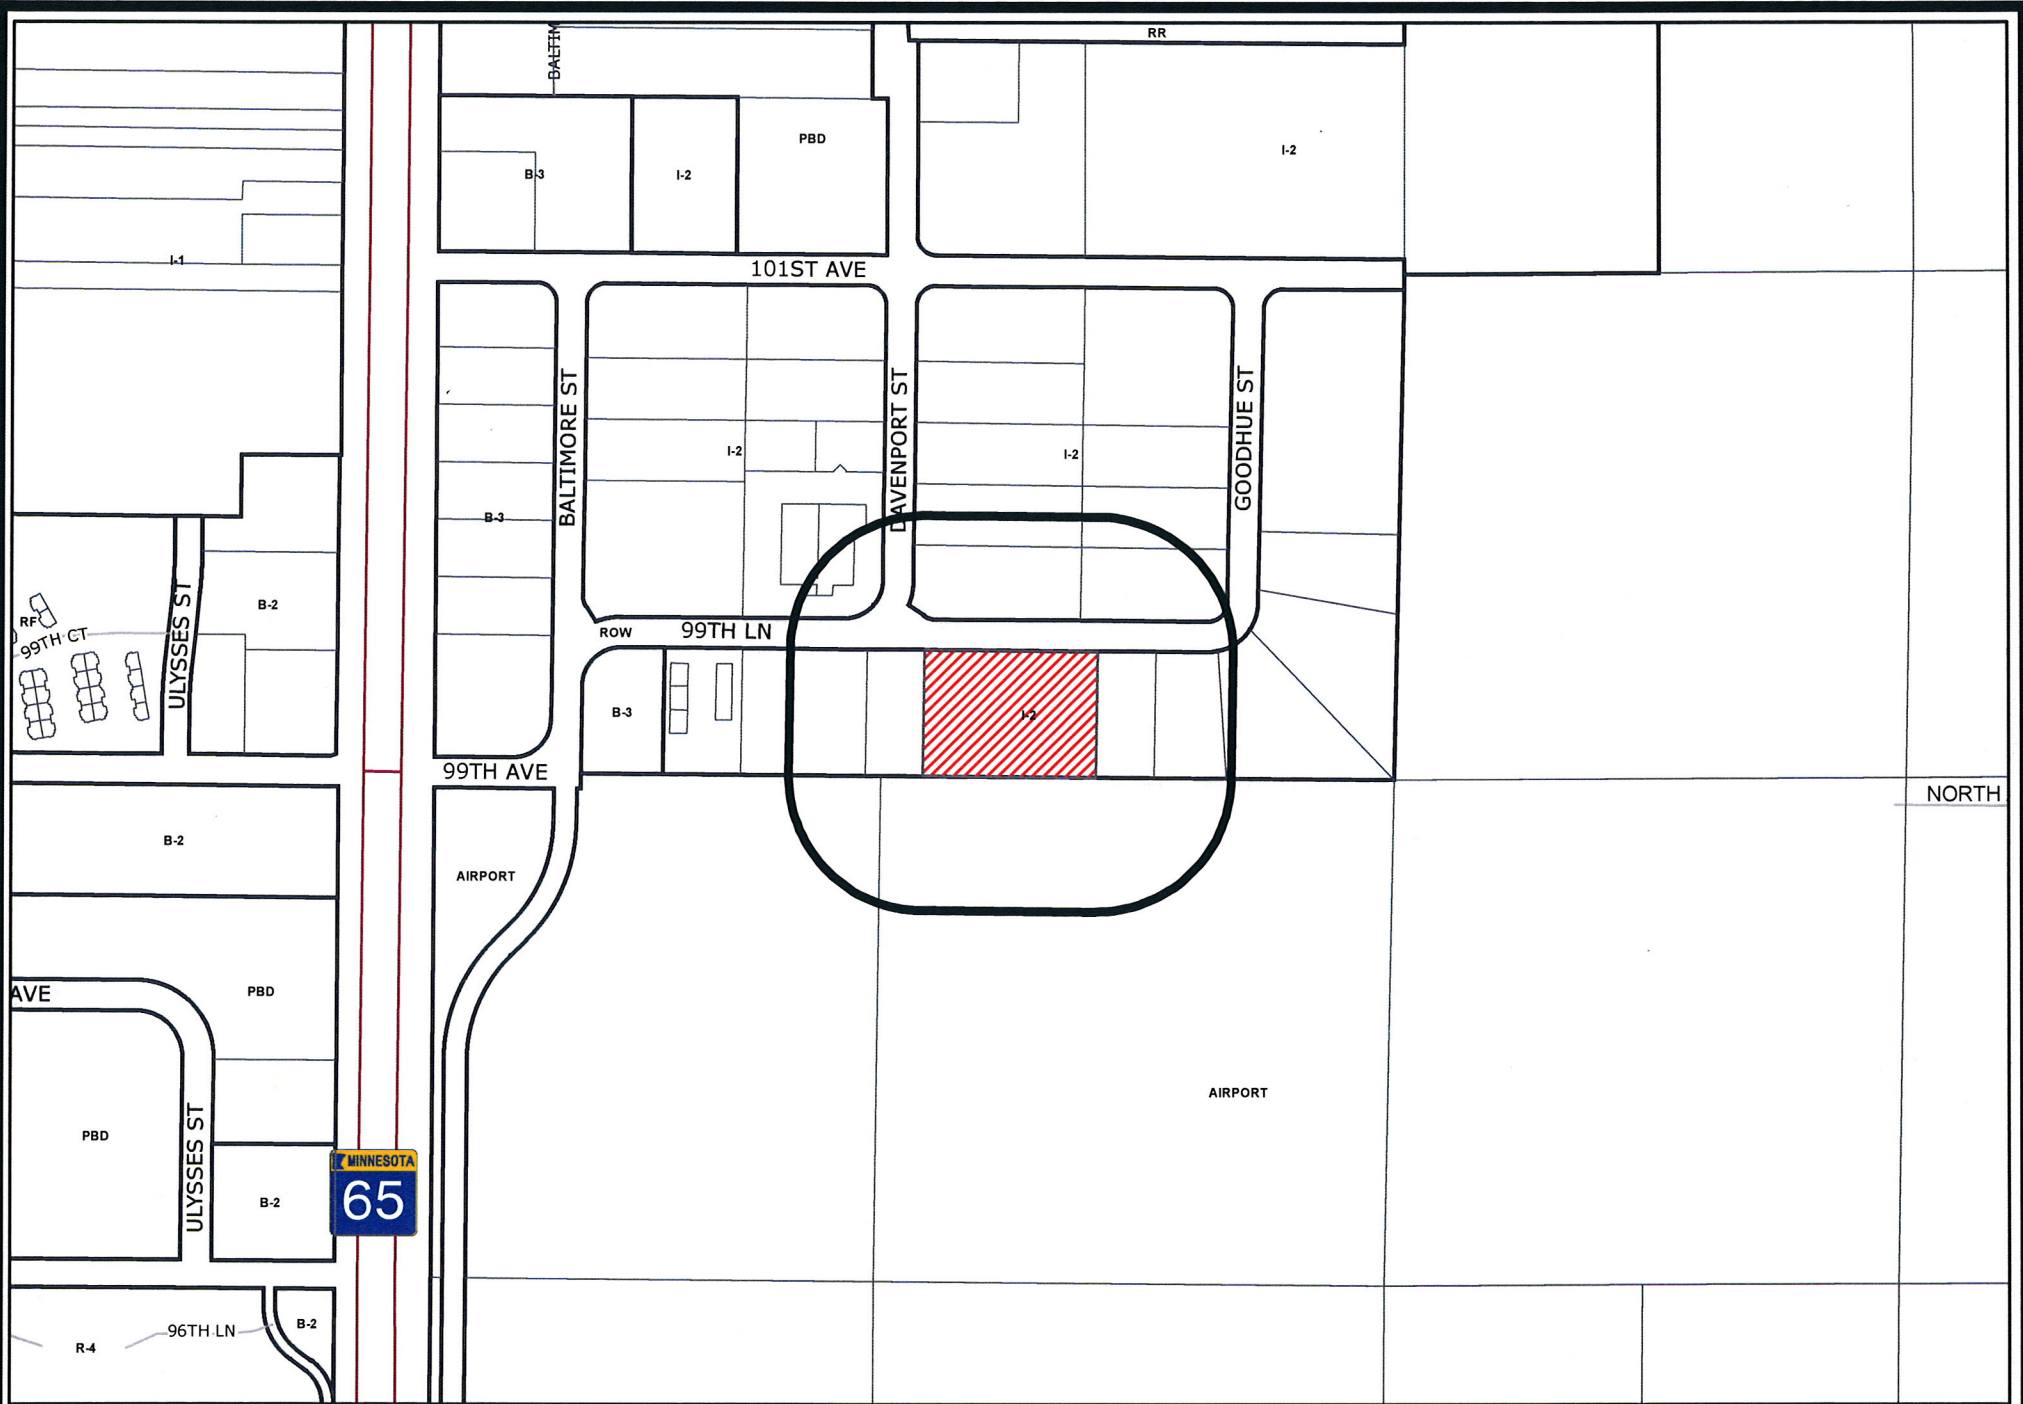 RR
BALTIM
PBD
I-2
B-3
I-2
I-1
101ST AVE
BALTIMORE ST
DAVENPORT ST
GOODHUE ST
I-2
I-2
B-3
ULYSSES ST
B-2
RF
99TH CT
ROW
99TH LN
B-3
I-2
99TH AVE
NORTH
B-2
AIRPORT
AVE
PBD
AIRPORT
PBD
ULYSSES ST
MINNESOTA
65
B-2
96TH LN
B-2
R-4